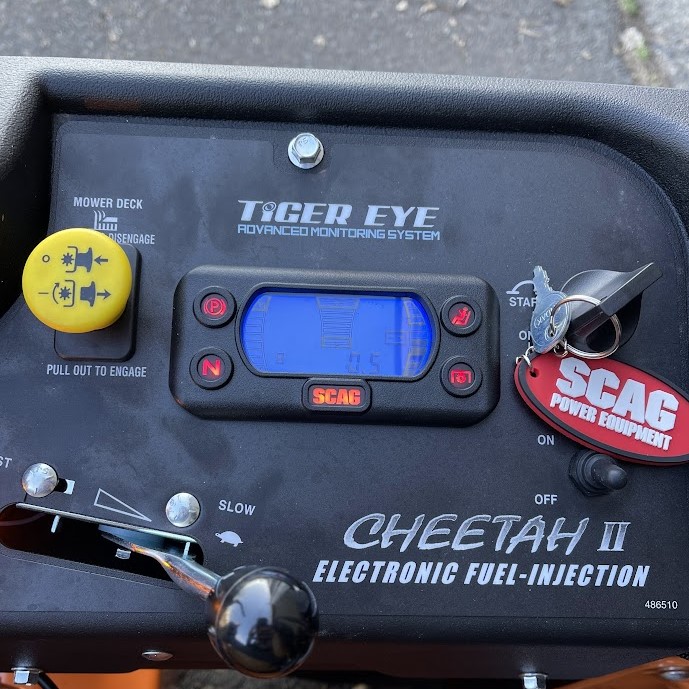 TIGER EYE
ADVANCED MONITORING SYSTEM
MOWER DECK
DISENGAGE
PULL OUT TO ENGAGE
P
N
SCAG
ON
SCAG
POWER EQUIPMENT
ON
OFF
SLOW
CHEETAH II
ELECTRONIC FUEL-INJECTION
486510